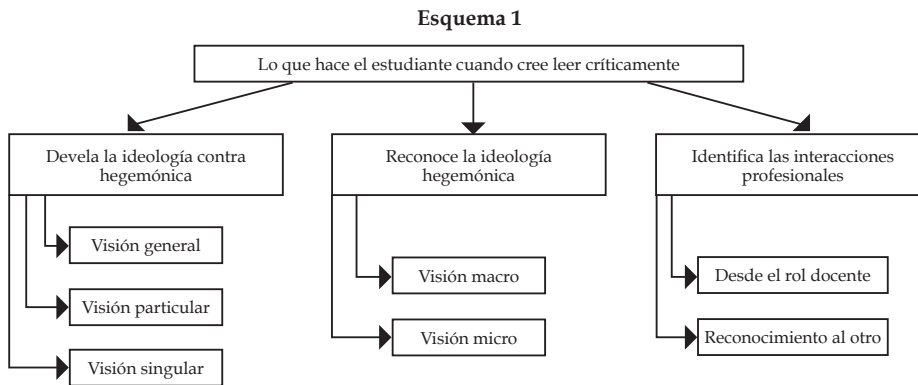 Esquema 1
Lo que hace el estudiante cuando cree leer críticamente
Devela la ideología contra
hegemónica
Visión general
Visión particular
Visión singular
Reconoce la ideología
hegemónica
Visión macro
Visión micro
Identifica las interacciones
profesionales
Desde el rol docente
Reconocimiento al otro